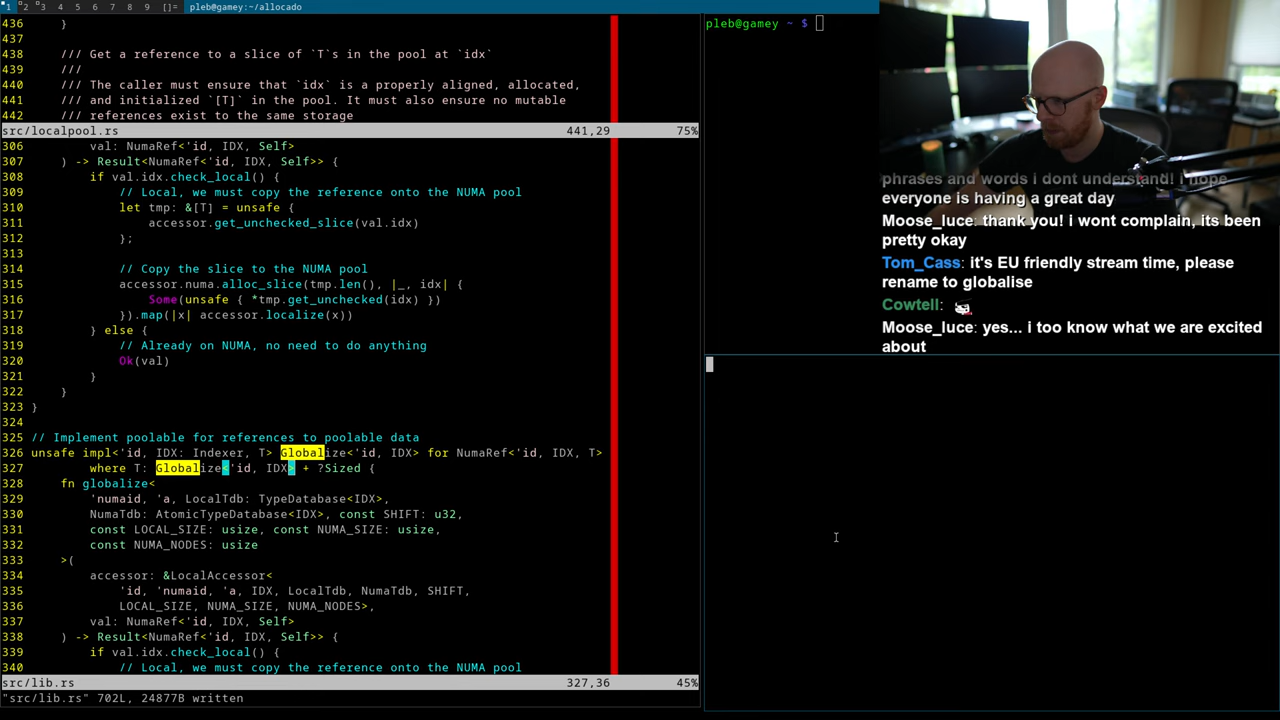 1 2 3 4 5 6 7 8 9 []= pleb@gamey:~/allocado
436     }
437
438     /// Get a reference to a slice of `T`s in the pool at `idx`
439     ///
440     /// The caller must ensure that `idx` is a properly aligned, allocated,
441     /// and initialized `[T]` in the pool. It must also ensure no mutable
442     /// references exist to the same storage
src/localpool.rs 441,29 75%
306         val: NumaRef<'id, IDX, Self>
307     ) -> Result<NumaRef<'id, IDX, Self>> {
308         if val.idx.check_local() {
309             // Local, we must copy the reference onto the NUMA pool
310             let tmp: &[T] = unsafe {
311                 accessor.get_unchecked_slice(val.idx)
312             };
313
314             // Copy the slice to the NUMA pool
315             accessor.numa.alloc_slice(tmp.len(), |_, idx| {
316                 Some(unsafe { *tmp.get_unchecked(idx) })
317             }).map(|x| accessor.localize(x))
318         } else {
319             // Already on NUMA, no need to do anything
320             Ok(val)
321         }
322     }
323 }
324
325 // Implement poolable for references to poolable data
326 unsafe impl<'id, IDX: Indexer, T> Globalize<'id, IDX> for NumaRef<'id, IDX, T>
327         where T: Globalize<'id, IDX> + ?Sized {
328     fn globalize<
329         'numaid, 'a, LocalTdb: TypeDatabase<IDX>,
330         NumaTdb: AtomicTypeDatabase<IDX>, const SHIFT: u32,
331         const LOCAL_SIZE: usize, const NUMA_SIZE: usize,
332         const NUMA_NODES: usize
333     >(
334         accessor: &LocalAccessor<
335             'id, 'numaid, 'a, IDX, LocalTdb, NumaTdb, SHIFT,
336             LOCAL_SIZE, NUMA_SIZE, NUMA_NODES>,
337         val: NumaRef<'id, IDX, Self>
338     ) -> Result<NumaRef<'id, IDX, Self>> {
339         if val.idx.check_local() {
340             // Local, we must copy the reference onto the NUMA pool
src/lib.rs 327,36 45%
"src/lib.rs" 702L, 24877B written
pleb@gamey ~ $
phrases and words i dont understand! i hope
everyone is having a great day
Moose_luce: thank you! i wont complain, its been
pretty okay
Tom_Cass: it's EU friendly stream time, please
rename to globalise
Cowtell:
Moose_luce: yes... i too know what we are excited
about